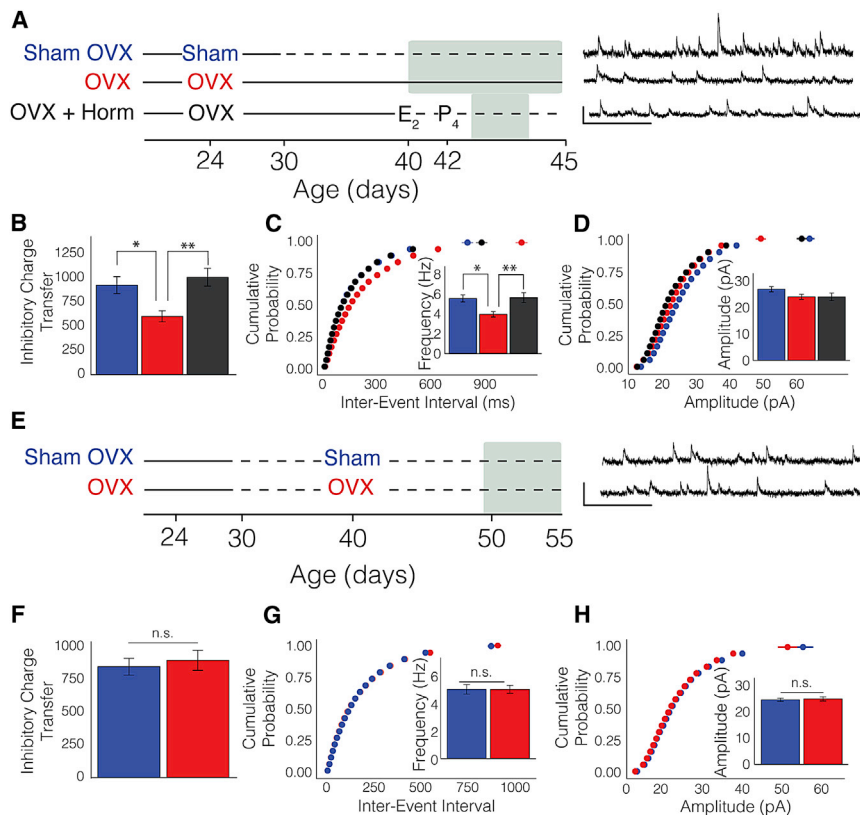 A
Sham OVX Sham
OVX OVX
OVX + Horm OVX E2 P4
24 30 40 42 45
Age (days)
B
Inhibitory Charge
Transfer
1250
1000
750
500
250
0
* **
C
Cumulative
Probability
1.00
0.75
0.50
0.25
0.00
0 300 600 900
Inter-Event Interval (ms)
Frequency (Hz)
8
6
4
2
0
* **
D
Cumulative
Probability
1.00
0.75
0.50
0.25
0.00
10 20 30 40 50 60
Amplitude (pA)
Amplitude (pA)
30
20
10
0
E
Sham OVX Sham
OVX OVX
24 30 40 50 55
Age (days)
F
Inhibitory Charge
Transfer
1000
750
500
250
0
n.s.
G
Cumulative
Probability
1.00
0.75
0.50
0.25
0.00
0 250 500 750 1000
Inter-Event Interval
Frequency (Hz)
6
4
2
0
n.s.
H
Cumulative
Probability
1.00
0.75
0.50
0.25
0.00
0 20 30 40 50 60
Amplitude (pA)
Amplitude (pA)
30
20
10
0
n.s.